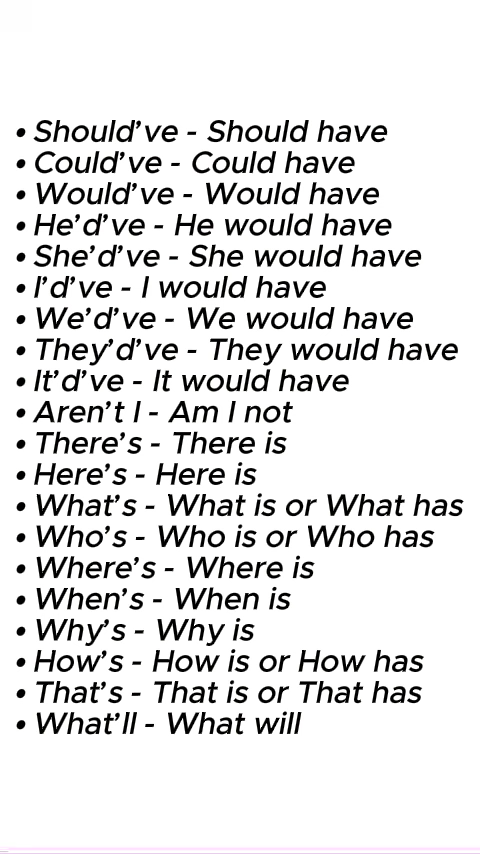 • Should’ve - Should have
• Could’ve - Could have
• Would’ve - Would have
• He’d’ve - He would have
• She’d’ve - She would have
• I’d’ve - I would have
• We’d’ve - We would have
• They’d’ve - They would have
• It’d’ve - It would have
• Aren’t I - Am I not
• There’s - There is
• Here’s - Here is
• What’s - What is or What has
• Who’s - Who is or Who has
• Where’s - Where is
• When’s - When is
• Why’s - Why is
• How’s - How is or How has
• That’s - That is or That has
• What’ll - What will